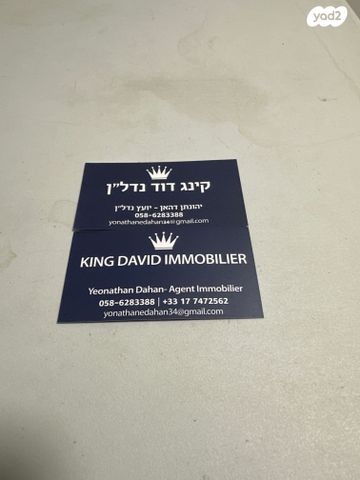 yad2
קינג דוד נדל"ן
יהונתן דהאן - יועץ נדל"ן
058-6283388
yonathanedahan34@gmail.com
KING DAVID IMMOBILIER
Yeonathan Dahan- Agent Immobilier
058-6283388 | +33 17 7472562
yonathanedahan34@gmail.com